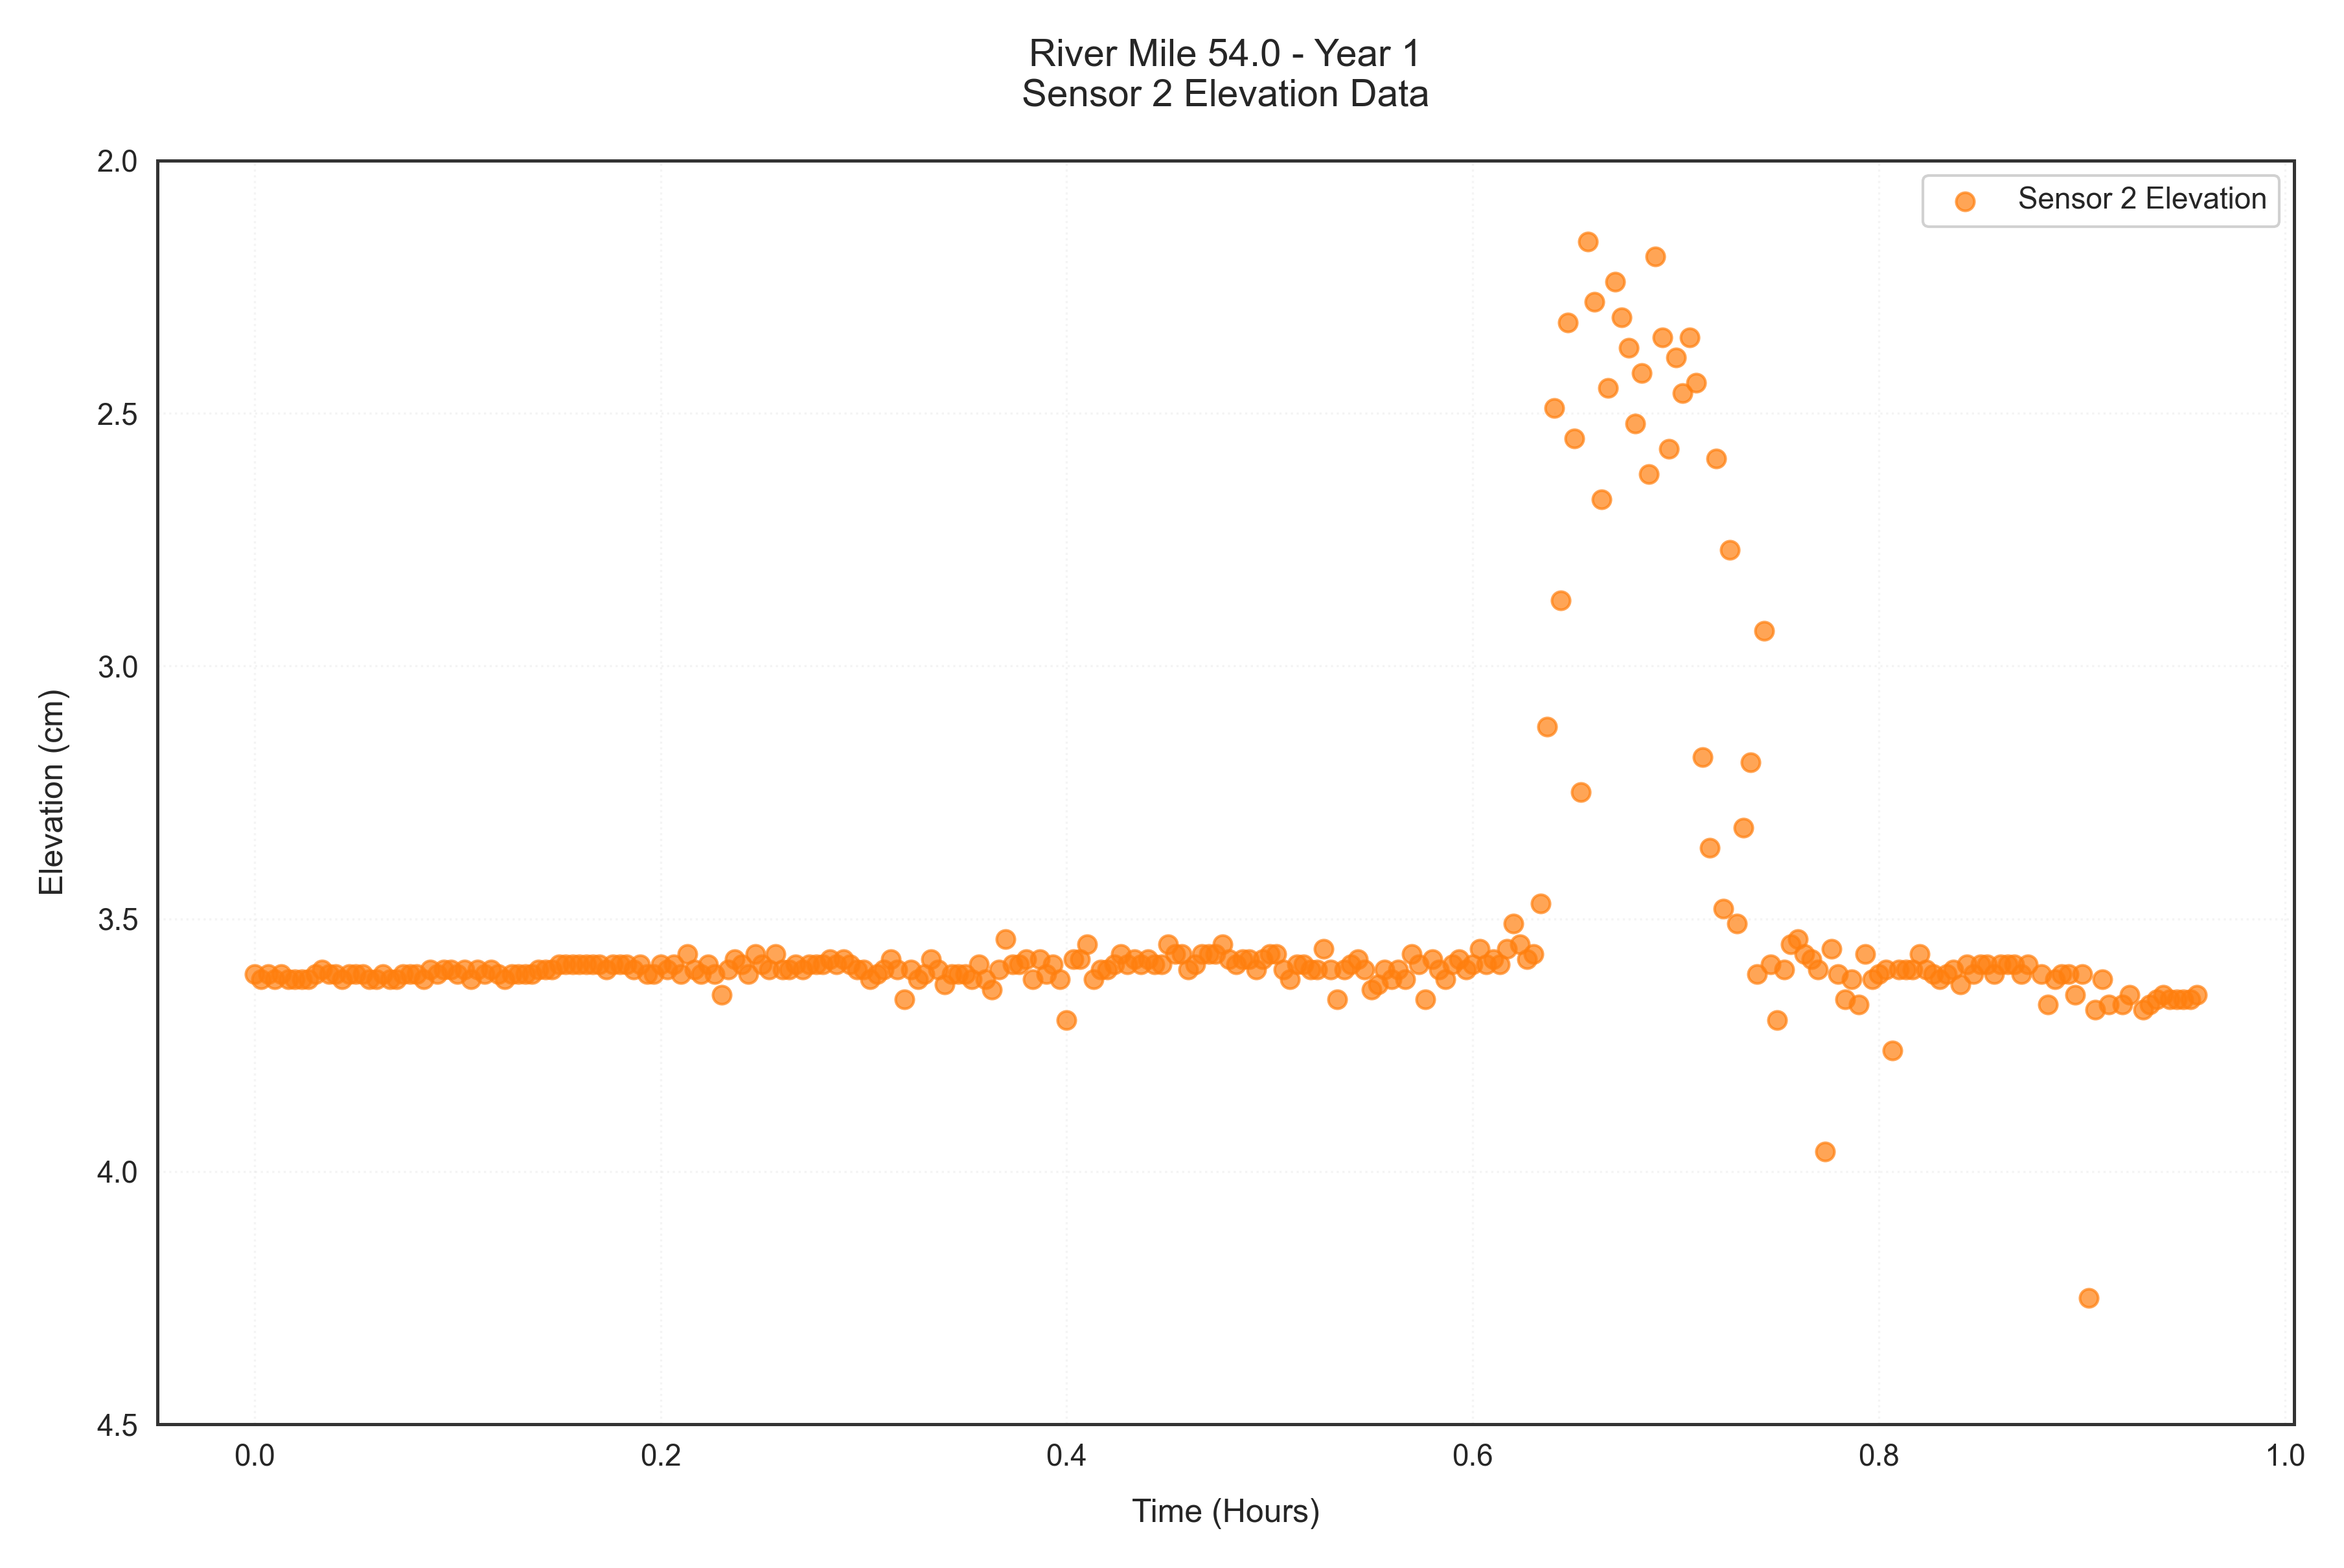 River Mile 54.0 - Year 1
Sensor 2 Elevation Data
Sensor 2 Elevation
Elevation (cm)
2.0
2.5
3.0
3.5
4.0
4.5
0.0
0.2
0.4
0.6
0.8
1.0
Time (Hours)